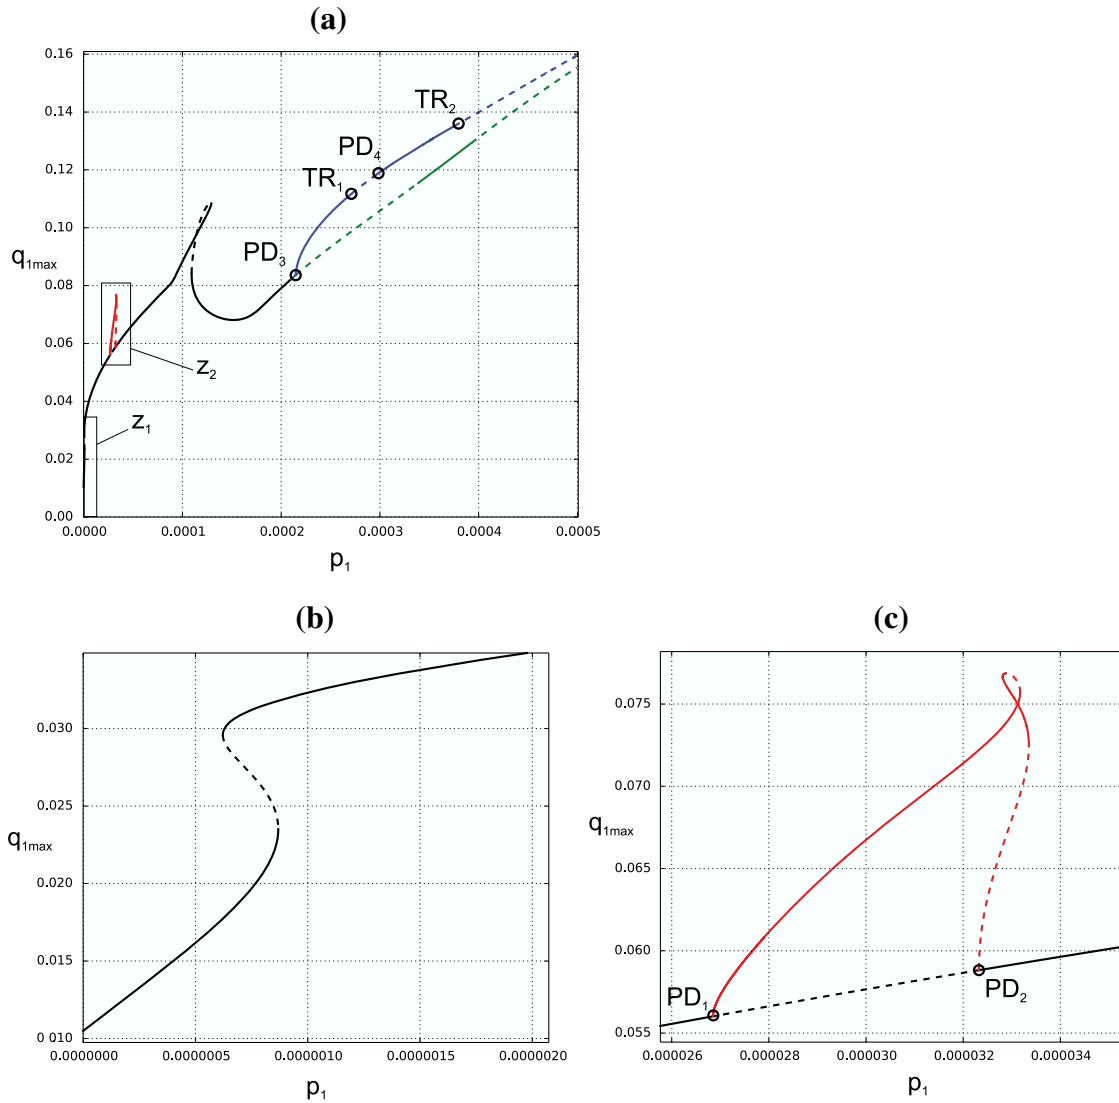 (a)
0.16
0.14
0.12
0.10
q1max
0.08
0.06
0.04
0.02
0.00
TR2
PD4
TR1
PD3
z2
z1
0.0000 0.0001 0.0002 0.0003 0.0004 0.0005
p1
(b)
0.030
0.025
q1max
0.020
0.015
0.010
0.0000000 0.0000005 0.0000010 0.0000015 0.0000020
p1
(c)
0.075
0.070
q1max
0.065
0.060
0.055
PD1
PD2
0.000026 0.000028 0.000030 0.000032 0.000034
p1